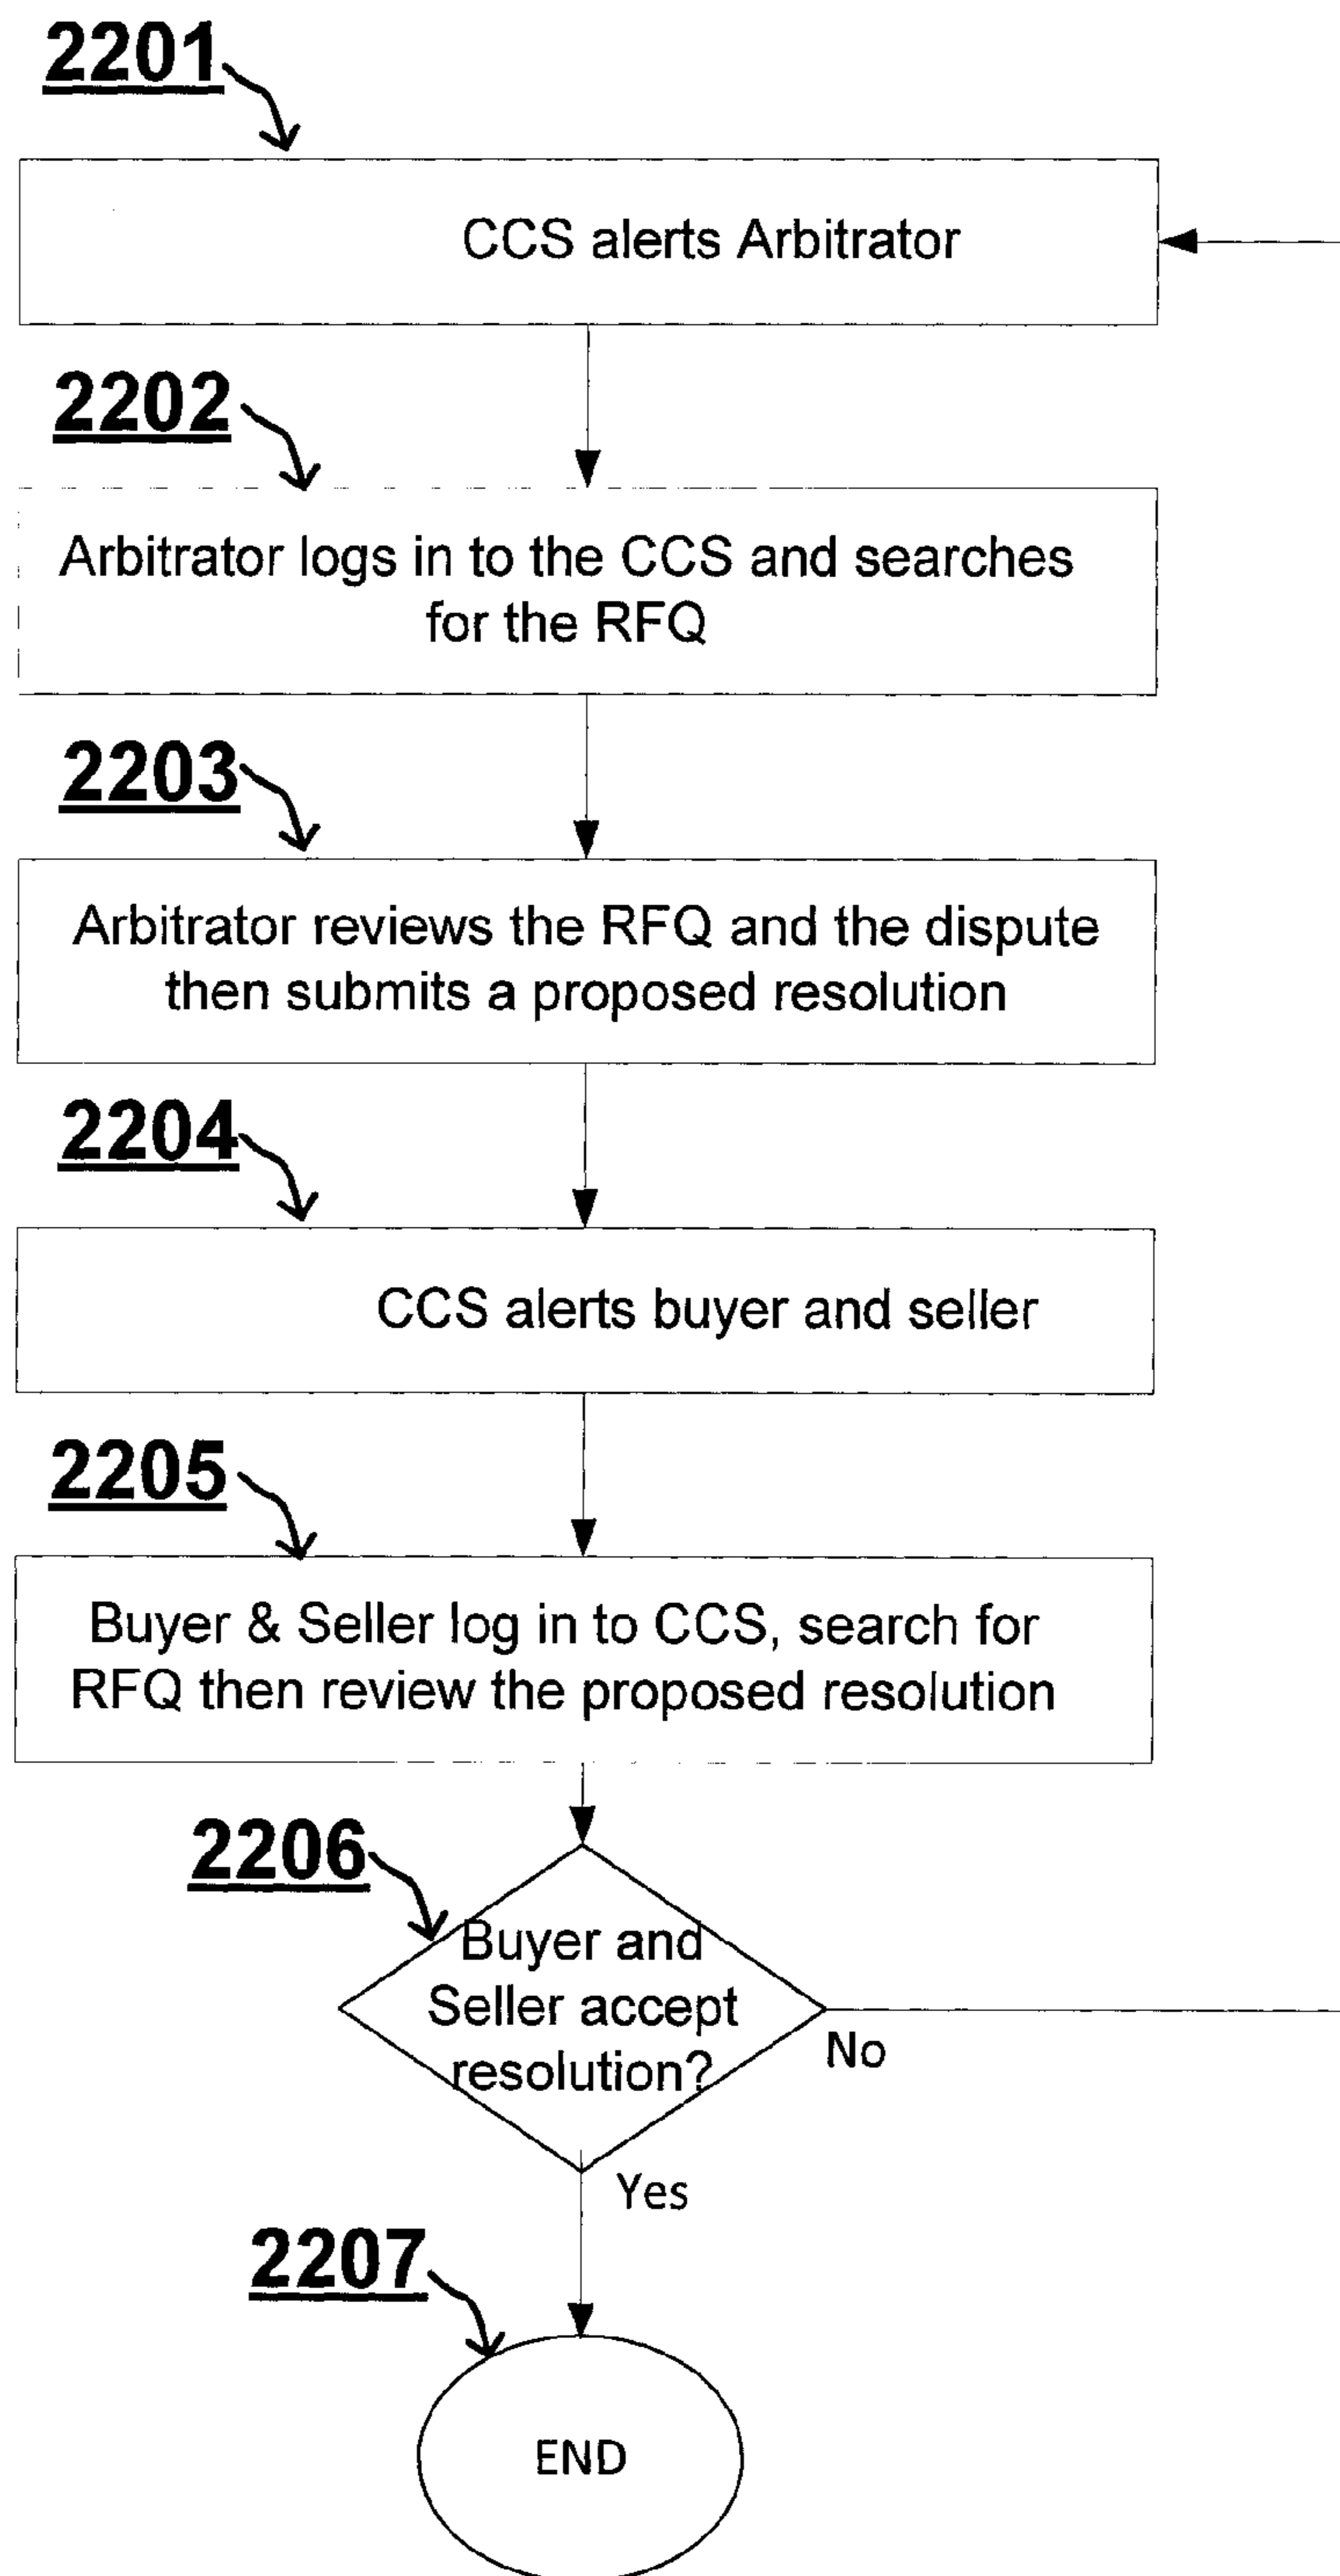 2201
CCS alerts Arbitrator
2202
Arbitrator logs in to the CCS and searches
for the RFQ
2203
Arbitrator reviews the RFQ and the dispute
then submits a proposed resolution
2204
CCS alerts buyer and seller
2205
Buyer & Seller log in to CCS, search for
RFQ then review the proposed resolution
2206
Buyer and
Seller accept
resolution?
No
Yes
2207
END